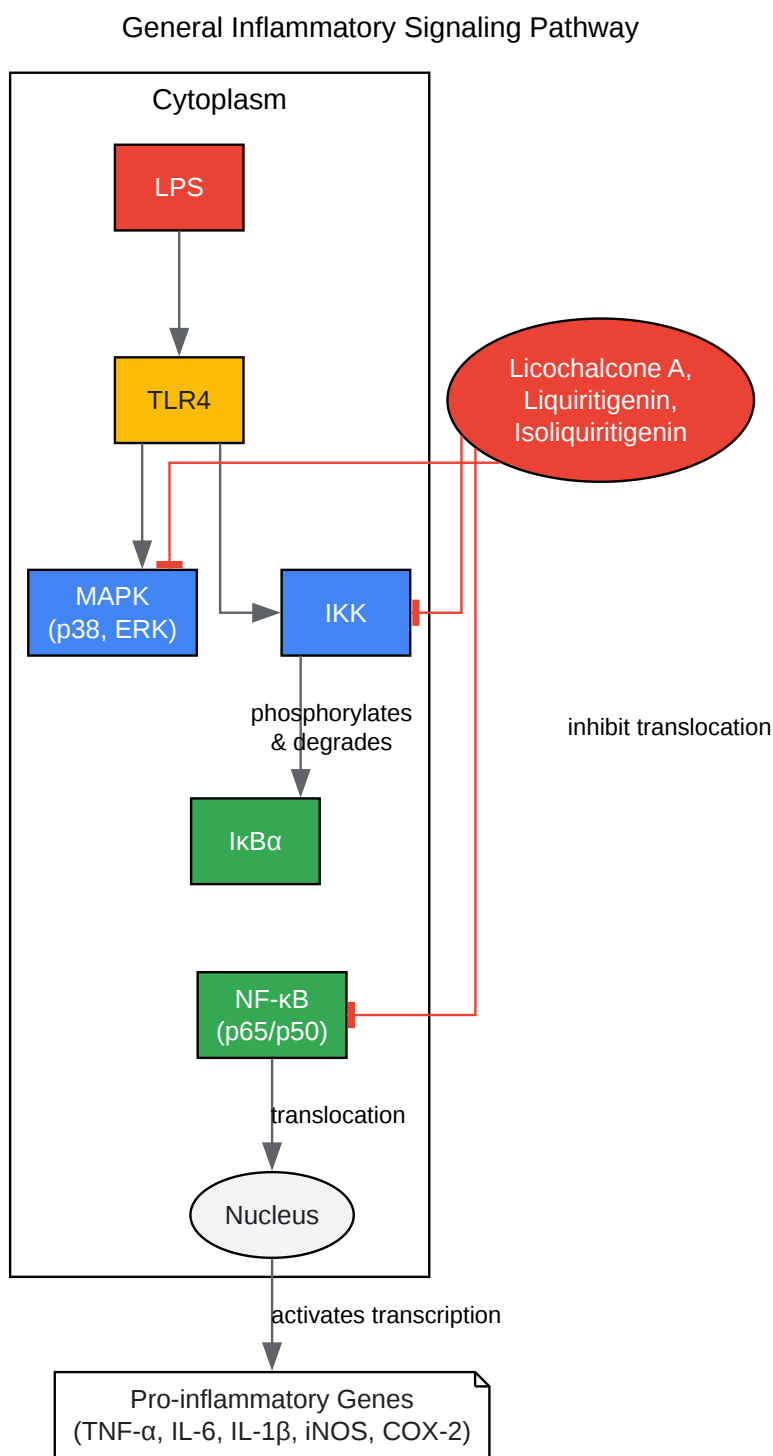 General Inflammatory Signaling Pathway
Cytoplasm
LPS
TLR4
Licochalcone A,
Liquiritigenin,
Isoliquiritigenin
MAPK
(p38, ERK)
IKK
phosphorylates
& degrades
inhibit translocation
IκBα
NF-κB
(p65/p50)
translocation
Nucleus
activates transcription
Pro-inflammatory Genes
(TNF-α, IL-6, IL-1β, iNOS, COX-2)